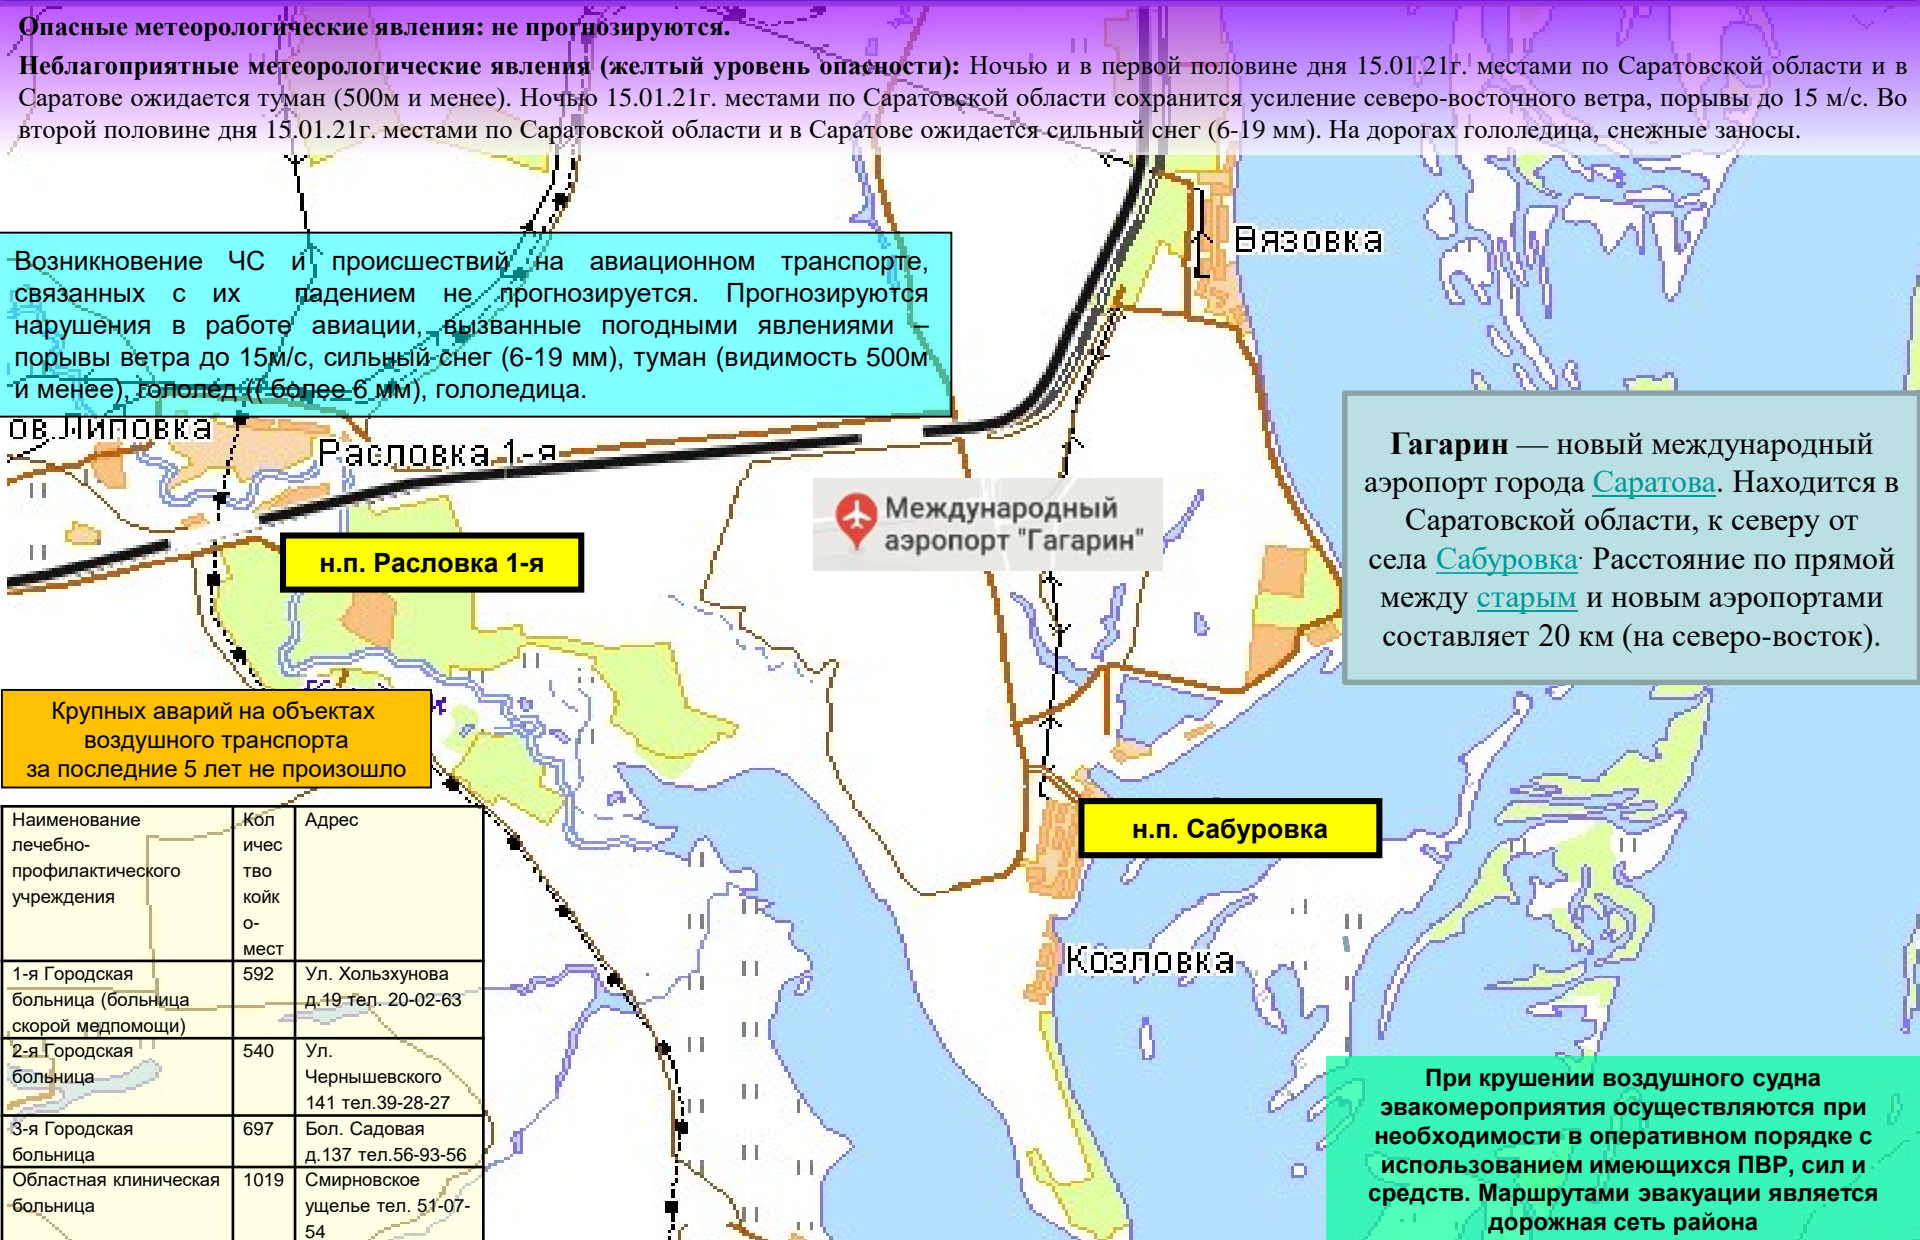 Опасные метеорологические явления: не прогнозируются.
Неблагоприятные метеорологические явления (желтый уровень опасности): Ночью и в первой половине дня 15.01.21г. местами по Саратовской области и в
Саратове ожидается туман (500м и менее). Ночью 15.01.21г. местами по Саратовской области сохранится усиление северо-восточного ветра, порывы до 15 м/с. Во
второй половине дня 15.01.21г. местами по Саратовской области и в Саратове ожидается сильный снег (6-19 мм). На дорогах гололедица, снежные заносы.
Вязовка
Возникновение ЧС и происшествий на авиационном транспорте,
связанных с их падением не прогнозируется. Прогнозируются
нарушения в работе авиации, вызванные погодными явлениями –
порывы ветра до 15м/с, сильный снег (6-19 мм), туман (видимость 500м
и менее), гололед (( более 6 мм), гололедица.
ов.Липовка
Расловка 1-я
Международный
аэропорт "Гагарин"
Гагарин — новый международный
аэропорт города Саратова. Находится в
Саратовской области, к северу от
села Сабуровка. Расстояние по прямой
между старым и новым аэропортами
составляет 20 км (на северо-восток).
н.п. Расловка 1-я
Крупных аварий на объектах
воздушного транспорта
за последние 5 лет не произошло
н.п. Сабуровка
Козловка
Наименование
лечебно-
профилактического
учреждения
Кол
ичес
тво
койк
о-
мест
Адрес
1-я Городская
больница (больница
скорой медпомощи)
592
Ул. Хользхунова
д.19 тел. 20-02-63
2-я Городская
больница
540
Ул.
Чернышевского
141 тел.39-28-27
3-я Городская
больница
697
Бол. Садовая
д.137 тел.56-93-56
Областная клиническая
больница
1019
Смирновское
ущелье тел. 51-07-
54
При крушении воздушного судна
эвакомероприятия осуществляются при
необходимости в оперативном порядке с
использованием имеющихся ПВР, сил и
средств. Маршрутами эвакуации является
дорожная сеть района